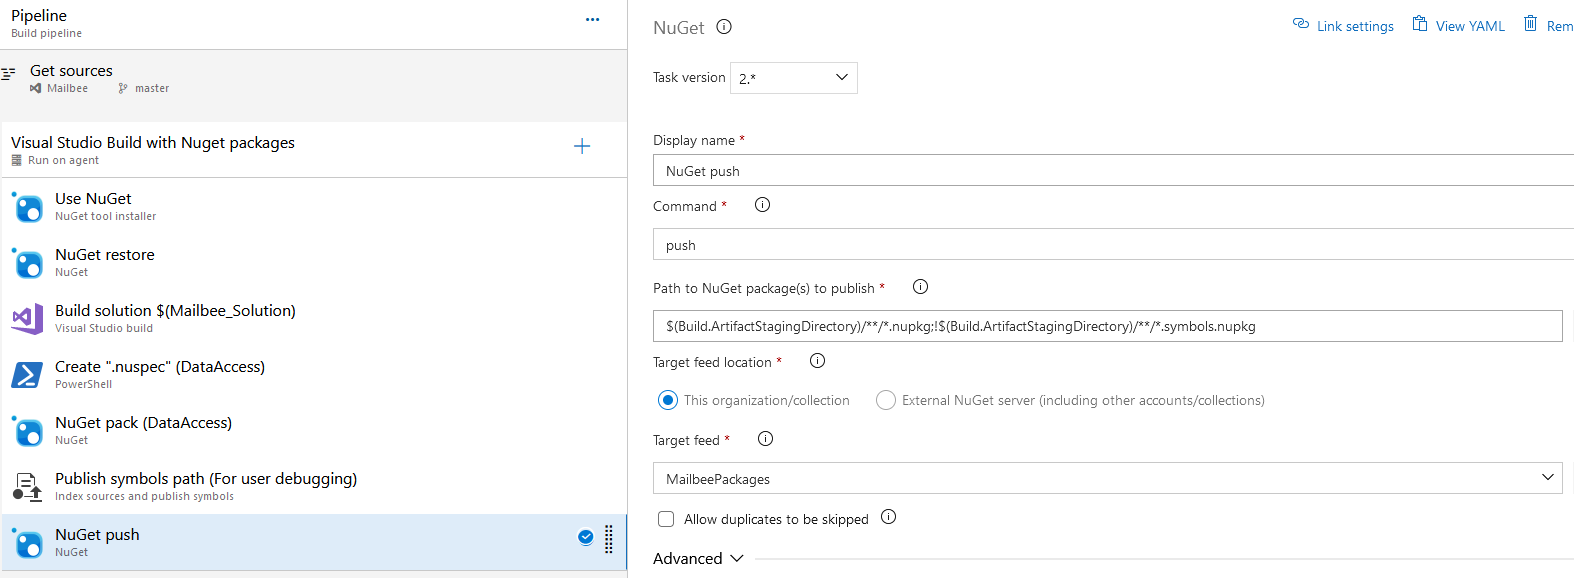 Pipeline
Build pipeline
Get sources
Mailbee master
Visual Studio Build with Nuget packages
Run on agent
Use NuGet
NuGet tool installer
NuGet restore
NuGet
Build solution $(Mailbee_Solution)
Visual Studio build
Create ".nuspec" (DataAccess)
PowerShell
NuGet pack (DataAccess)
NuGet
Publish symbols path (For user debugging)
Index sources and publish symbols
NuGet push
NuGet
NuGet
Link settings View YAML Rem
Task version 2.*
Display name *
NuGet push
Command *
push
Path to NuGet package(s) to publish *
$(Build.ArtifactStagingDirectory)/**/*.nupkg;!$(Build.ArtifactStagingDirectory)/**/*.symbols.nupkg
Target feed location *
This organization/collection External NuGet server (including other accounts/collections)
Target feed *
MailbeePackages
Allow duplicates to be skipped
Advanced